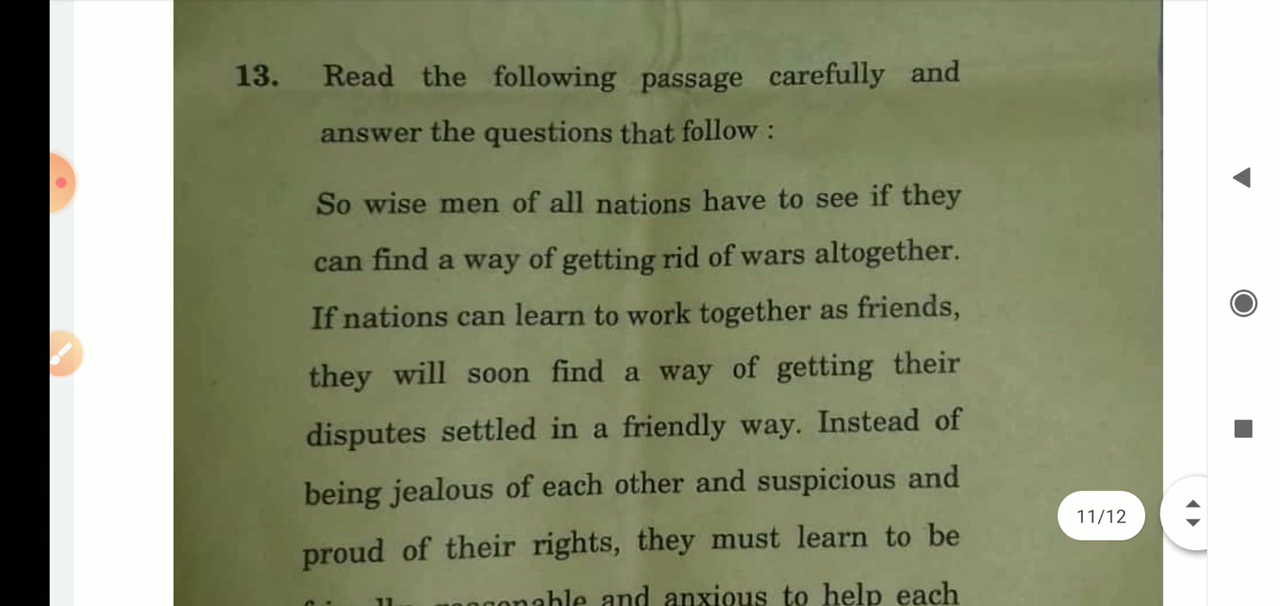 13. Read the following passage carefully and
answer the questions that follow :
So wise men of all nations have to see if they
can find a way of getting rid of wars altogether.
If nations can learn to work together as friends,
they will soon find a way of getting their
disputes settled in a friendly way. Instead of
being jealous of each other and suspicious and
proud of their rights, they must learn to be
reasonable and anxious to help each
11/12